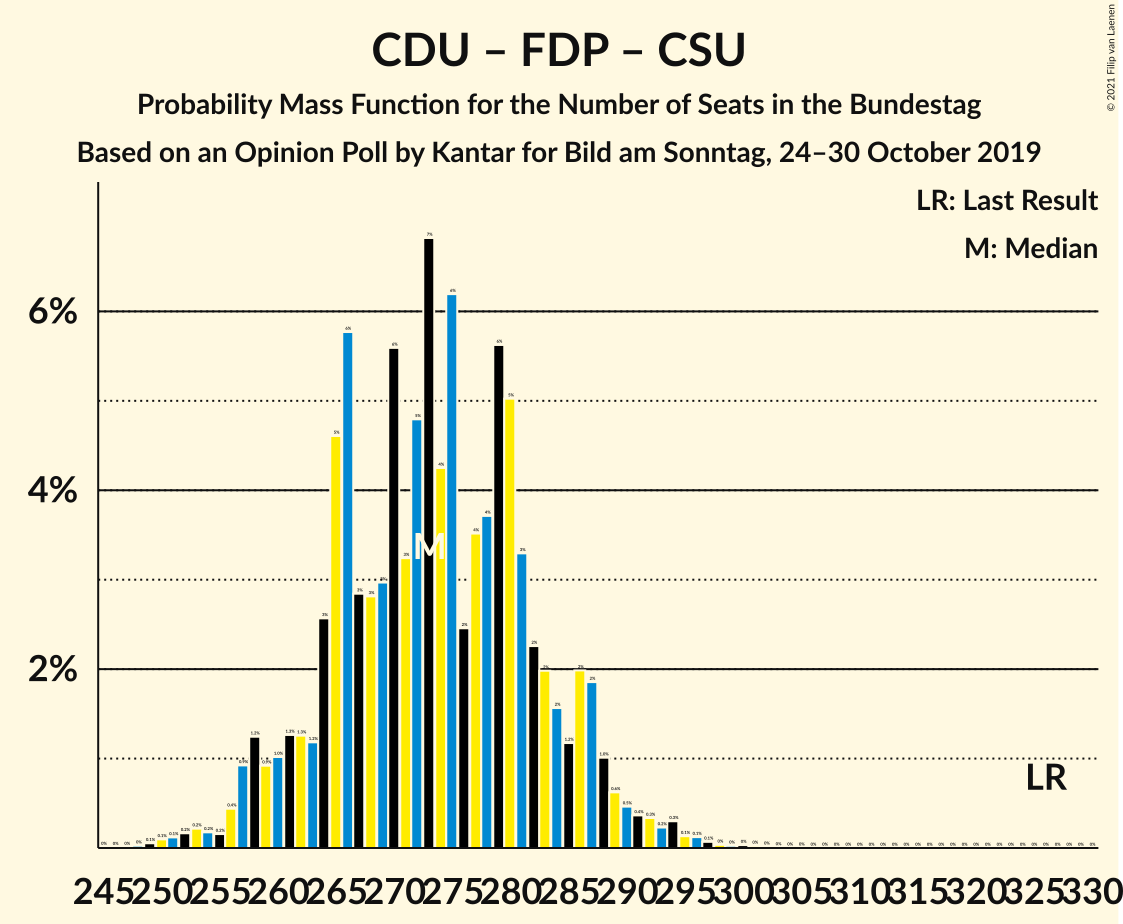 CDU – FDP – CSU
Probability Mass Function for the Number of Seats in the Bundestag
Based on an Opinion Poll by Kantar for Bild am Sonntag, 24–30 October 2019
© 2021 Filip van Laenen
LR: Last Result
M: Median
6%
4%
2%
M
LR
245 250 255 260 265 270 275 280 285 290 295 300 305 310 315 320 325 330